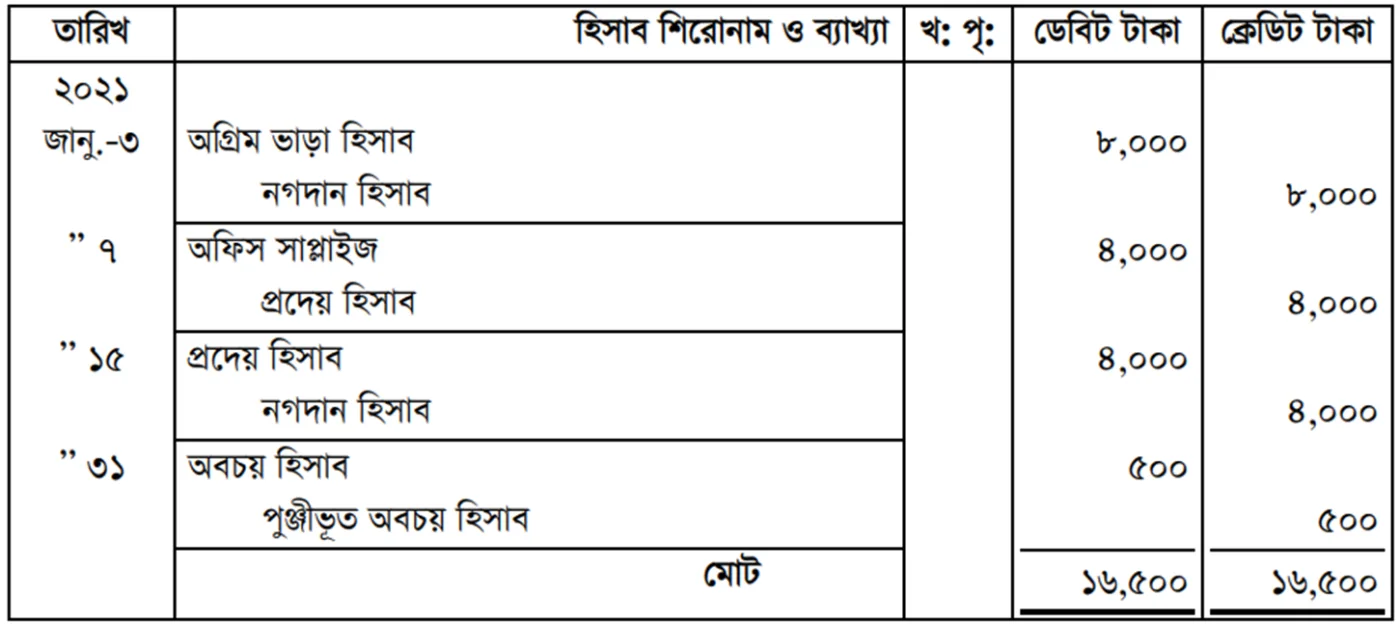 তারিখ হিসাব শিরোনাম ও ব্যাখ্যা খ: পৃ: ডেবিট টাকা ক্রেডিট টাকা
২০২১
জানু.-৩ অগ্রিম ভাড়া হিসাব ৮,০০০
নগদান হিসাব ৮,০০০
” ৭ অফিস সাপ্লাইজ ৪,০০০
প্রদেয় হিসাব ৪,০০০
” ১৫ প্রদেয় হিসাব ৪,০০০
নগদান হিসাব ৪,০০০
” ৩১ অবচয় হিসাব ৫০০
পুঞ্জীভূত অবচয় হিসাব ৫০০
মোট ১৬,৫০০ ১৬,৫০০